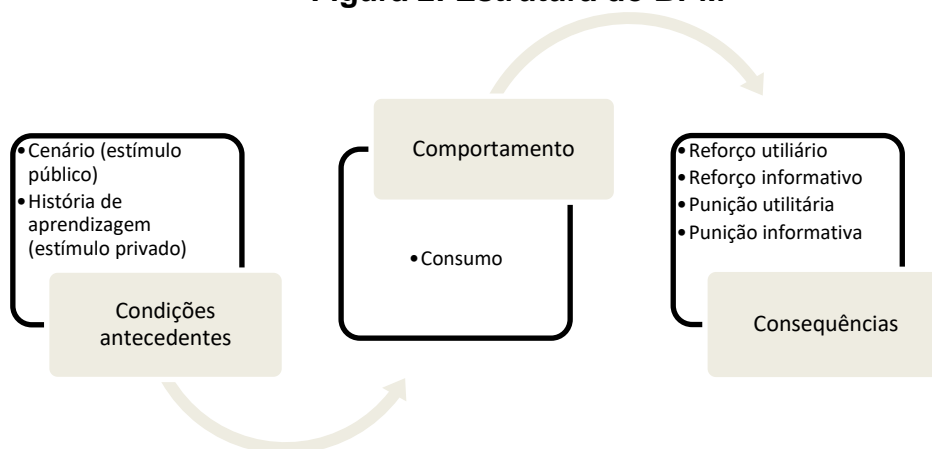 •Cenário (estímulo
público)
•História de
aprendizagem
(estímulo privado)
Condições
antecedentes
Comportamento
•Consumo
•Reforço utiliário
•Reforço informativo
•Punição utilitária
•Punição informativa
Consequências